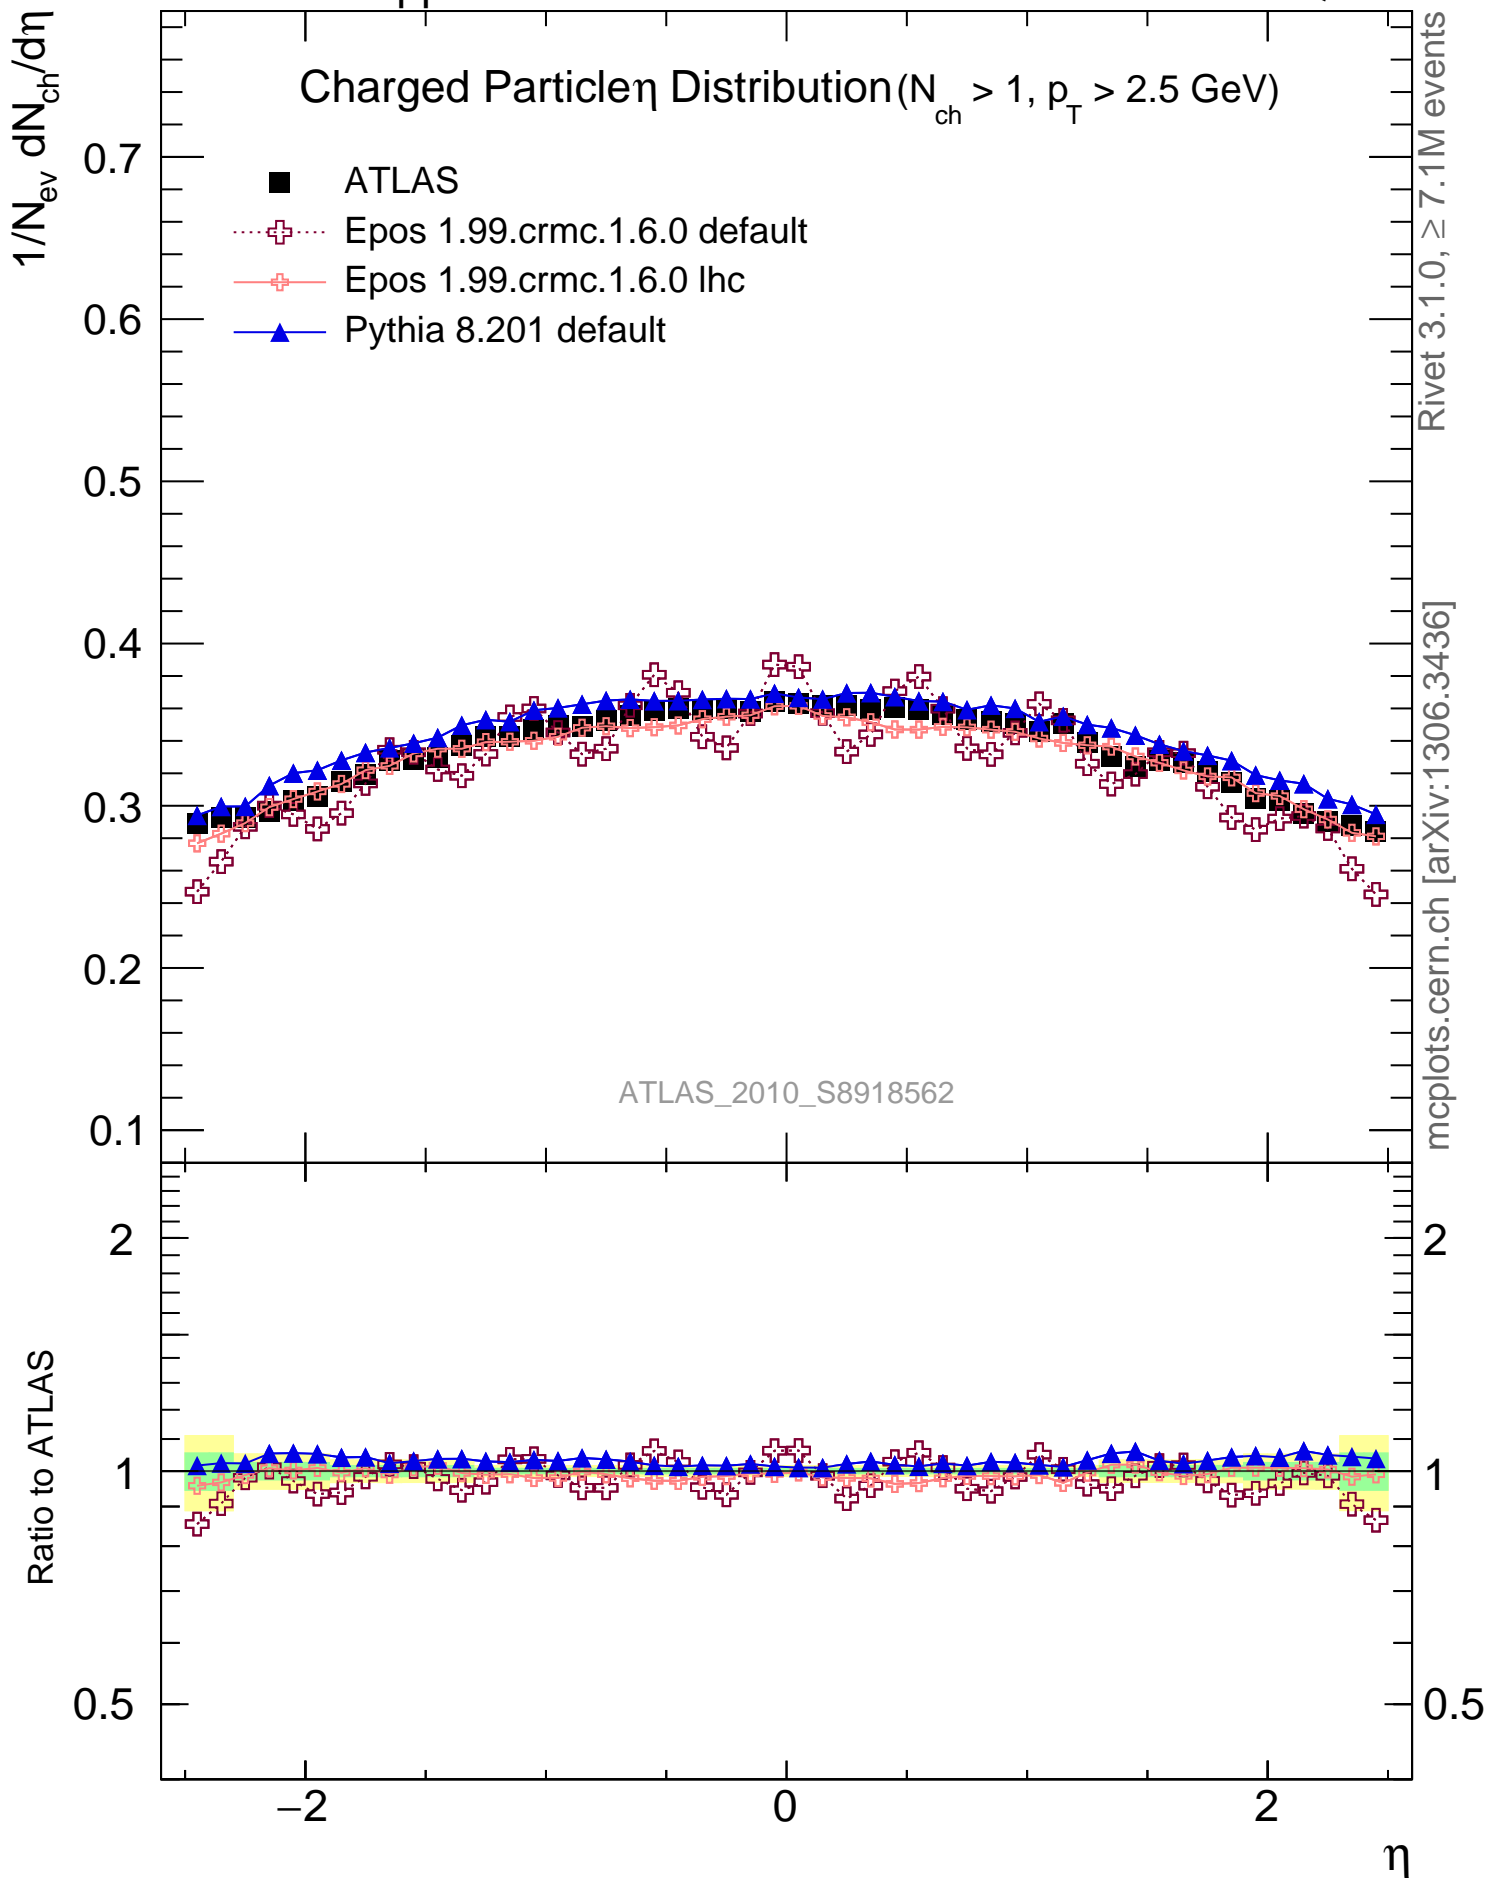 pp
1/N_ev dN_ch/dη
Charged Particleη Distribution(N_ch > 1, p_T > 2.5 GeV)
ATLAS
Epos 1.99.crmc.1.6.0 default
Epos 1.99.crmc.1.6.0 lhc
Pythia 8.201 default
0.7
0.6
0.5
0.4
0.3
0.2
0.1
ATLAS_2010_S8918562
Rivet 3.1.0, ≥ 7.1M events
mcplots.cern.ch [arXiv:1306.3436]
Ratio to ATLAS
2
1
0.5
2
1
0.5
−2
0
2
η